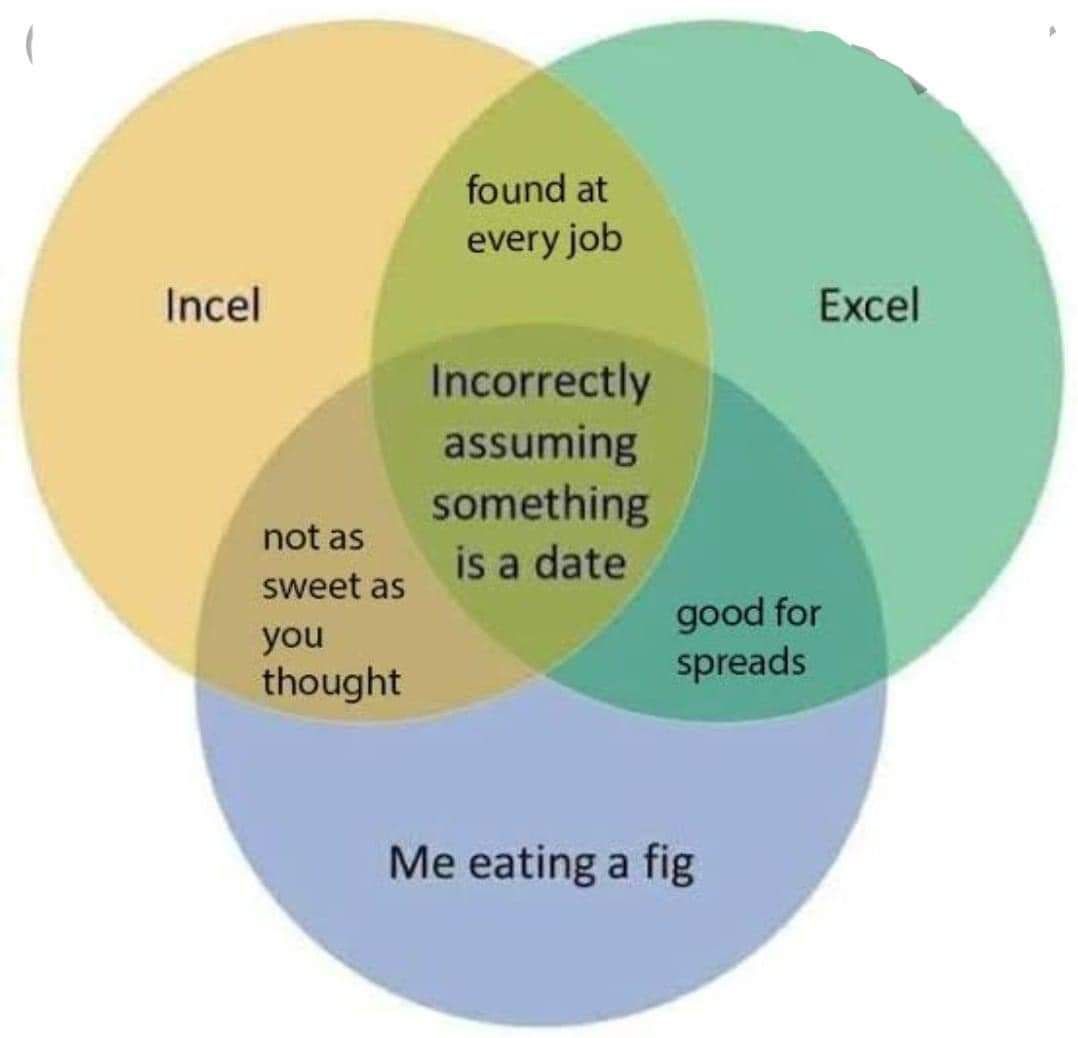 found at
every job
Incel
Excel
Incorrectly
assuming
something
is a date
not as
sweet as
you
thought
good for
spreads
Me eating a fig